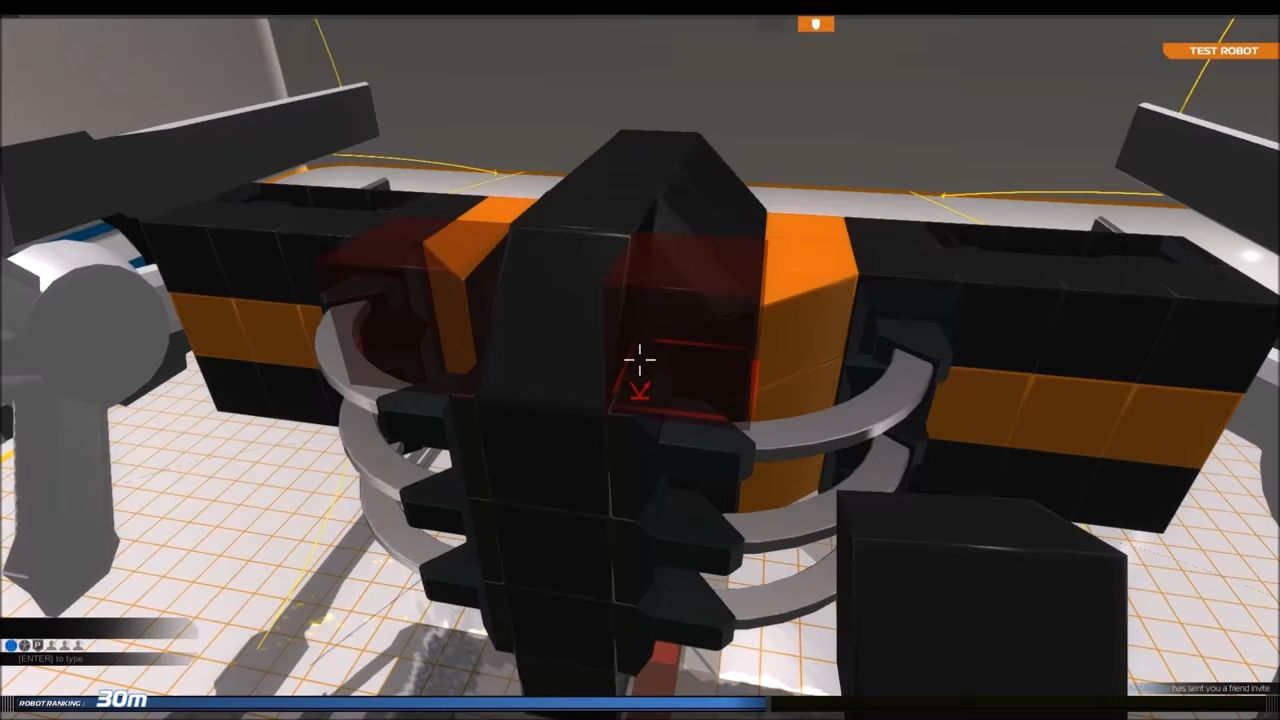 TEST ROBOT
P
[ENTER] to type
has sent you a friend invite
ROBOT RANKING : 30m